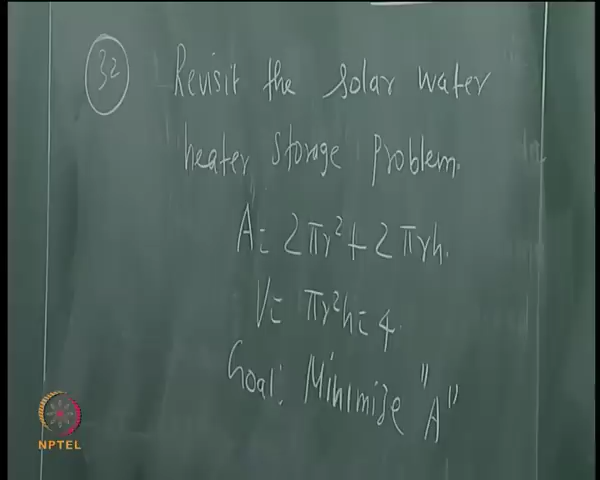 32 Revisit the solar water
heater storage problem.
A = 2πr² + 2πrh.
V = πr²h = 4.
Goal: Minimize "A"
NPTEL